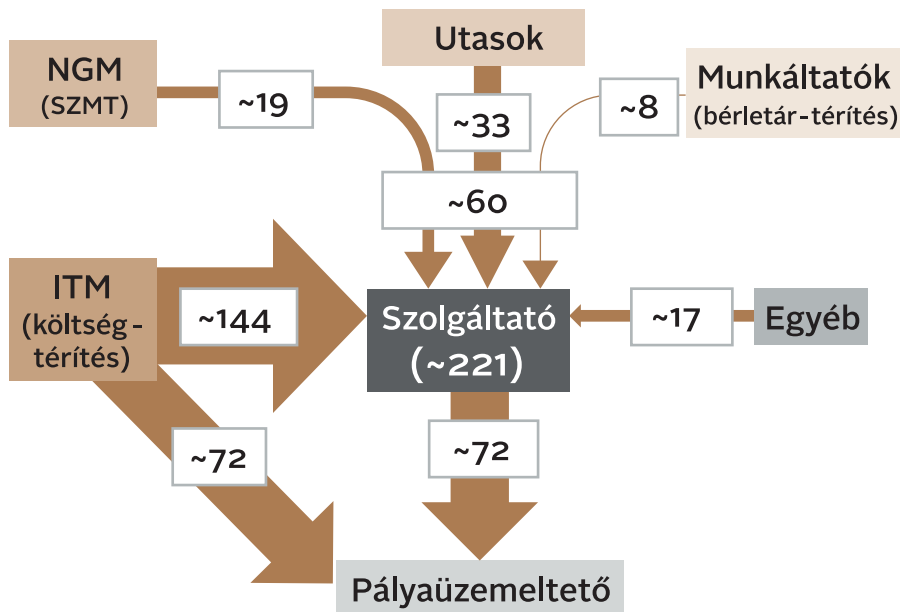 Utasok
NGM
(SZMT)
~19
~33
~8
Munkáltatók
(bérletár-térítés)
~60
ITM
(költség-
térítés)
~144
Szolgáltató
(~221)
~17
Egyéb
~72
~72
Pályaüzemeltető